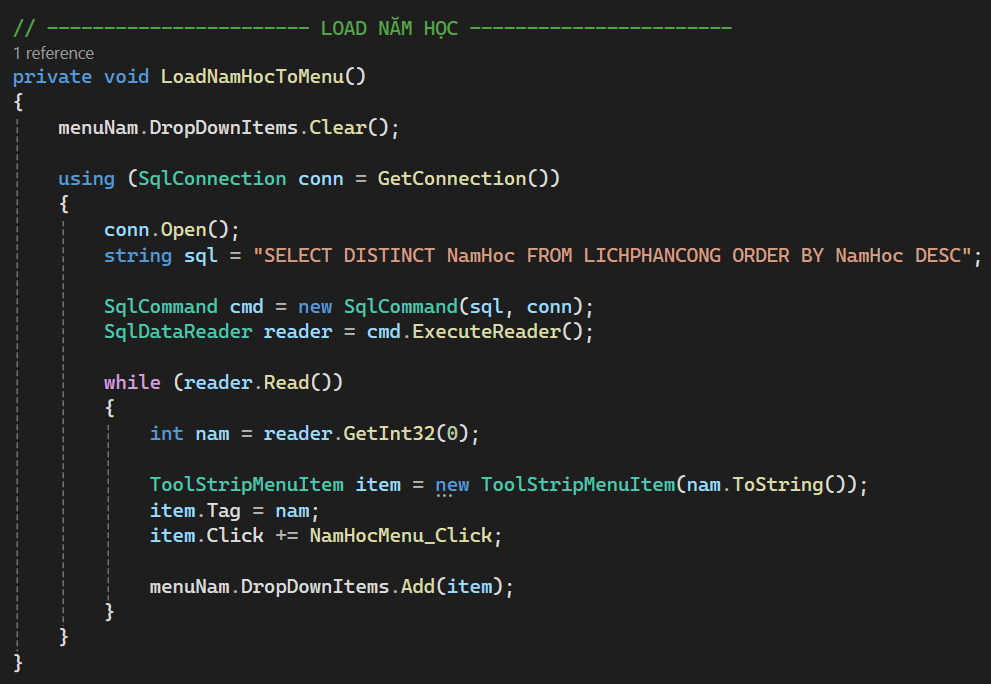 // ----------------------- LOAD NĂM HỌC -----------------------
1 reference
private void LoadNamHocToMenu()
{
    menuNam.DropDownItems.Clear();

    using (SqlConnection conn = GetConnection())
    {
        conn.Open();
        string sql = "SELECT DISTINCT NamHoc FROM LICHPHANCONG ORDER BY NamHoc DESC";

        SqlCommand cmd = new SqlCommand(sql, conn);
        SqlDataReader reader = cmd.ExecuteReader();

        while (reader.Read())
        {
            int nam = reader.GetInt32(0);

            ToolStripMenuItem item = new ToolStripMenuItem(nam.ToString());
            item.Tag = nam;
            item.Click += NamHocMenu_Click;

            menuNam.DropDownItems.Add(item);
        }
    }
}